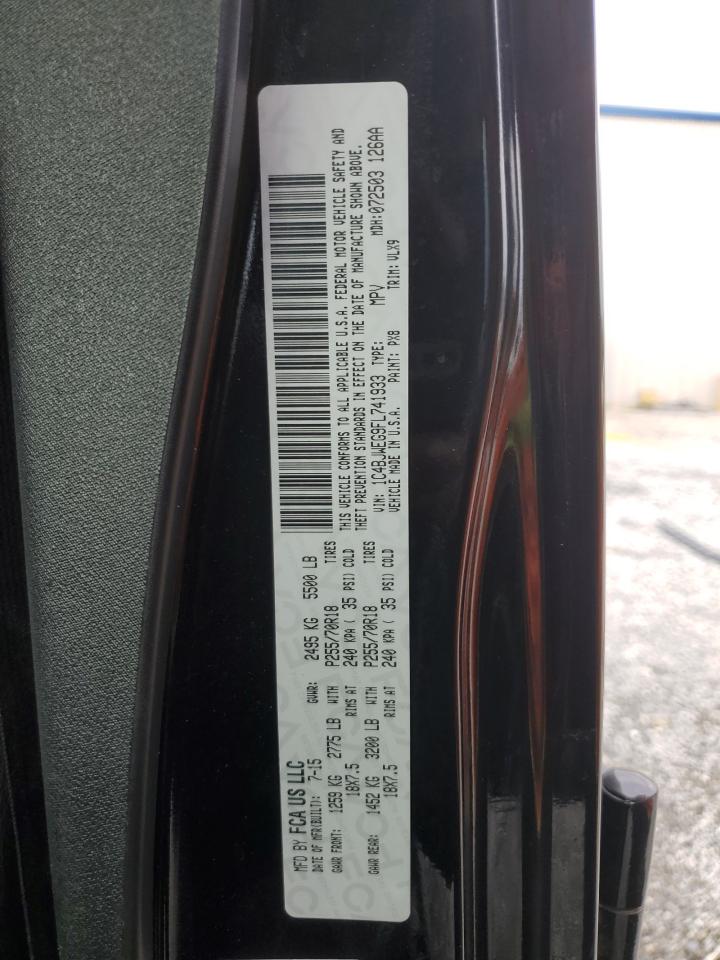 MFD BY FCA US LLC
DATE OF MFR(BUILT): 7-15 GVWR: 2495 KG 5500 LB
GAWR FRONT: 1259 KG 2775 LB WITH P255/70R18 TIRES
18X7.5 RIMS AT 240 KPA ( 35 PSI) COLD
GAWR REAR: 1452 KG 3200 LB WITH P255/70R18 TIRES
18X7.5 RIMS AT 240 KPA ( 35 PSI) COLD
THIS VEHICLE CONFORMS TO ALL APPLICABLE U.S.A. FEDERAL MOTOR VEHICLE SAFETY AND
THEFT PREVENTION STANDARDS IN EFFECT ON THE DATE OF MANUFACTURE SHOWN ABOVE.
VIN: 1C4BJWEG9FL741933 TYPE: MPV MDH:072503 126AA
VEHICLE MADE IN U.S.A. PAINT: PX8 TRIM: VLX9